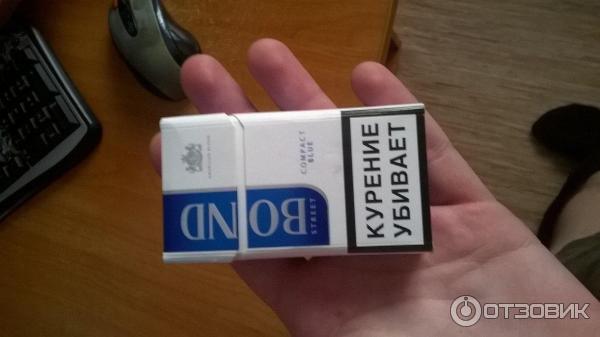 BOND
STREET
COMPACT
BLUE
КУРЕНИЕ
УБИВАЕТ
ОТЗОВИК